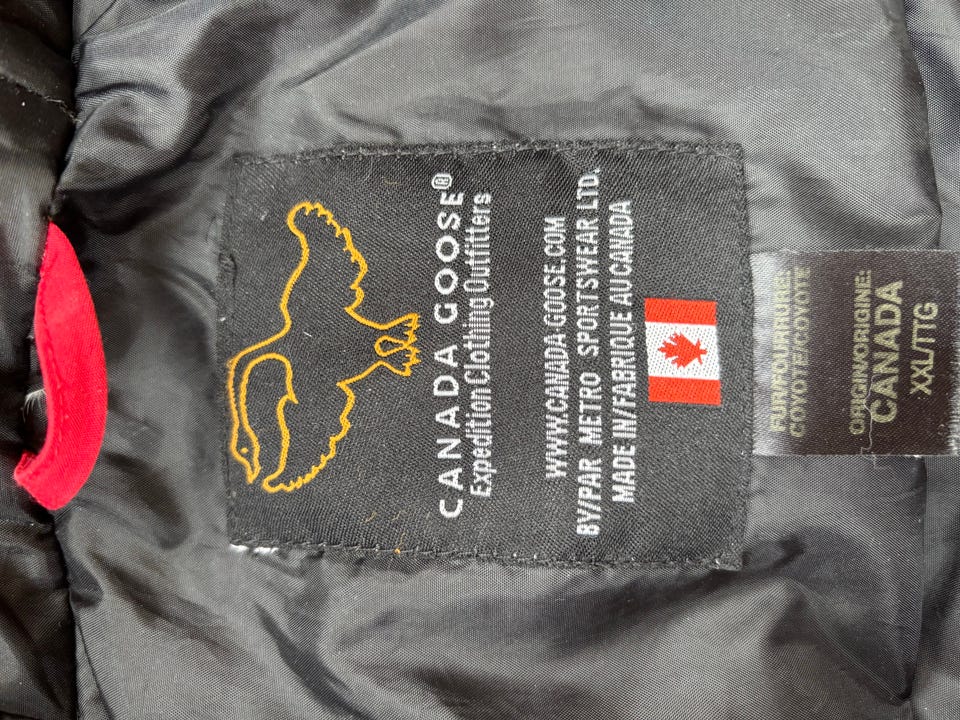 CANADA GOOSE®
Expedition Clothing Outfitters
WWW.CANADA.GOOSE.COM
BY/PAR METRO SPORTSWEAR LTD.
MADE IN/FABRIQUE AU CANADA
FUR/FOURRURE:
COYOTE/COYOTE
ORIGIN/ORIGINE:
CANADA
XXL/TTG